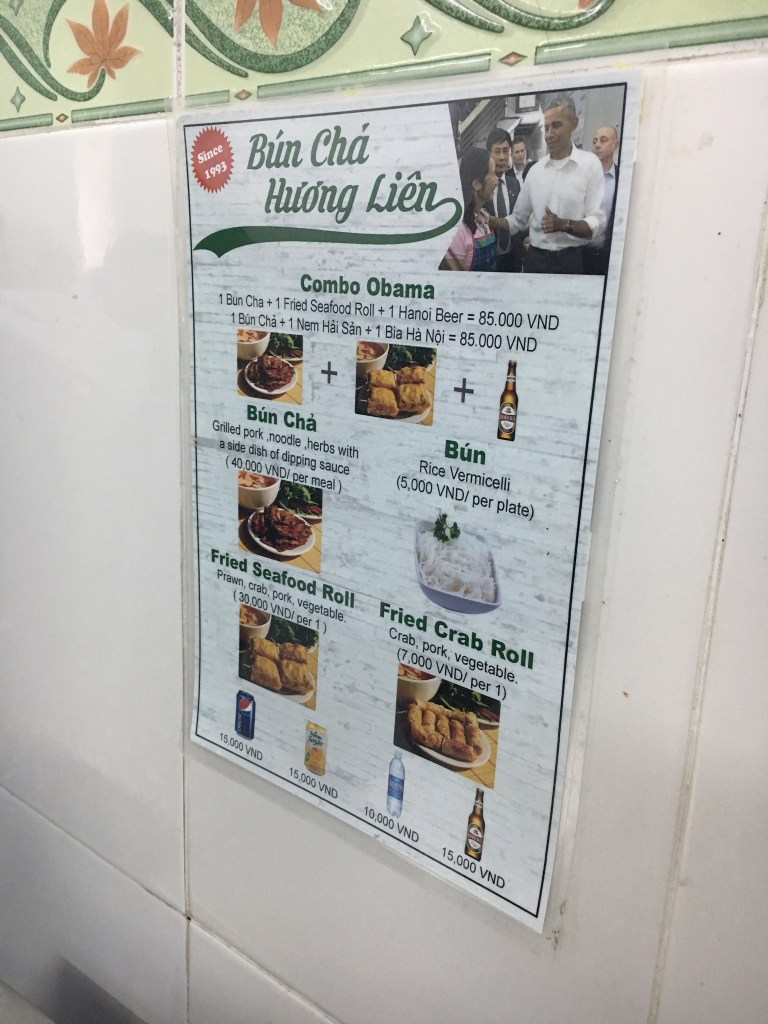 Since
1993
Bún Chả
Hương Liên
Combo Obama
1 Bun Cha + 1 Fried Seafood Roll + 1 Hanoi Beer = 85.000 VND
1 Bún Chả + 1 Nem Hải Sản + 1 Bia Hà Nội = 85.000 VND
+ +
Bún Chả
Grilled pork ,noodle ,herbs with
a side dish of dipping sauce
( 40,000 VND/ per meal )
Bún
Rice Vermicelli
(5,000 VND/ per plate)
Fried Seafood Roll
Prawn, crab, pork, vegetable.
( 30,000 VND/ per 1 )
Fried Crab Roll
Crab, pork, vegetable.
(7,000 VND/ per 1)
15,000 VND
15,000 VND
10,000 VND
15,000 VND